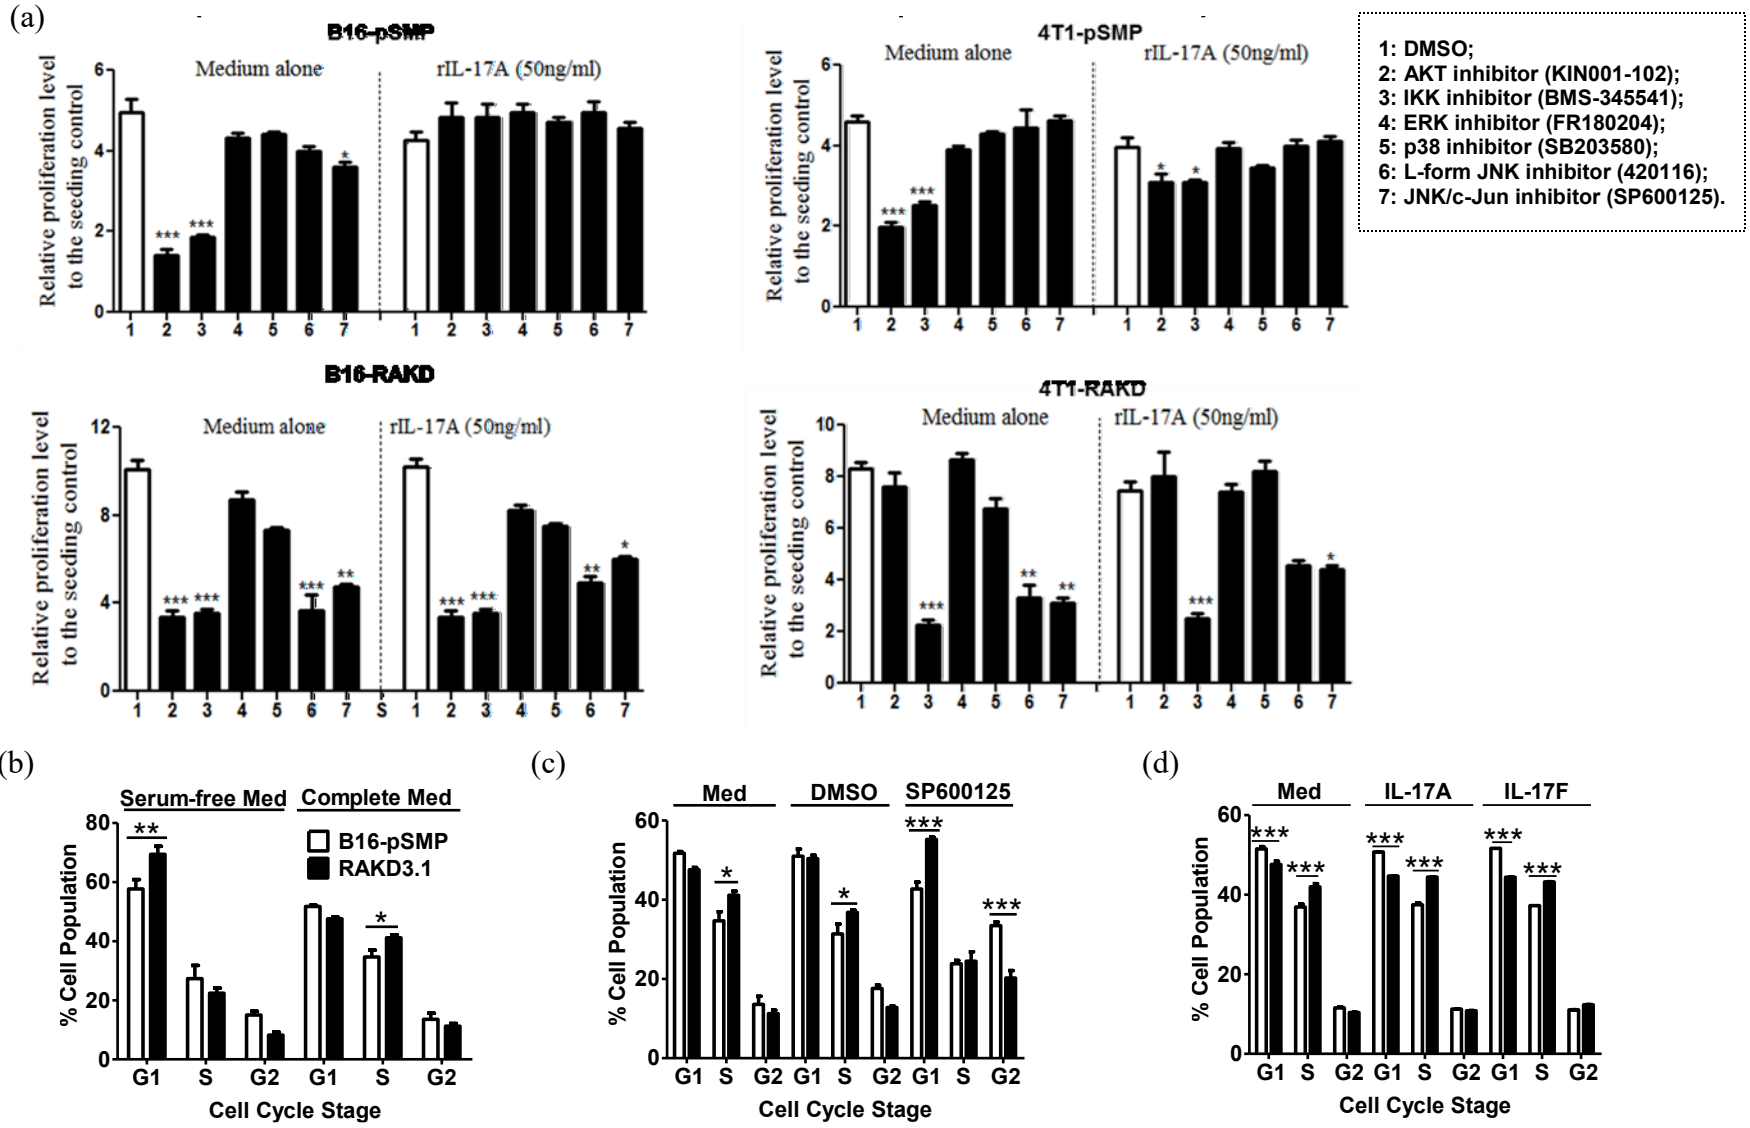 (a)
B16-pSMP
Medium alone
rIL-17A (50ng/ml)
Relative proliferation level
to the seeding control
6
4
2
0
***
***
*
1 2 3 4 5 6 7 1 2 3 4 5 6 7
4T1-pSMP
Medium alone
rIL-17A (50ng/ml)
Relative proliferation level
to the seeding control
6
4
2
0
***
***
*
*
1 2 3 4 5 6 7 1 2 3 4 5 6 7
1: DMSO;
2: AKT inhibitor (KIN001-102);
3: IKK inhibitor (BMS-345541);
4: ERK inhibitor (FR180204);
5: p38 inhibitor (SB203580);
6: L-form JNK inhibitor (420116);
7: JNK/c-Jun inhibitor (SP600125).
B16-RAKD
Medium alone
rIL-17A (50ng/ml)
Relative proliferation level
to the seeding control
12
8
4
0
*** *** *** ** *** *** ** *
1 2 3 4 5 6 7 S 1 2 3 4 5 6 7
4T1-RAKD
Medium alone
rIL-17A (50ng/ml)
Relative proliferation level
to the seeding control
10
8
6
4
2
0
*** ** ** *** *
1 2 3 4 5 6 7 1 2 3 4 5 6 7
(b)
Serum-free Med Complete Med
B16-pSMP
RAKD3.1
% Cell Population
80
60
40
20
0
** *
G1 S G2 G1 S G2
Cell Cycle Stage
(c)
Med DMSO SP600125
% Cell Population
60
40
20
0
* * *** ***
G1 S G2 G1 S G2 G1 S G2
Cell Cycle Stage
(d)
Med IL-17A IL-17F
% Cell Population
60
40
20
0
*** *** *** *** *** ***
G1 S G2 G1 S G2 G1 S G2
Cell Cycle Stage